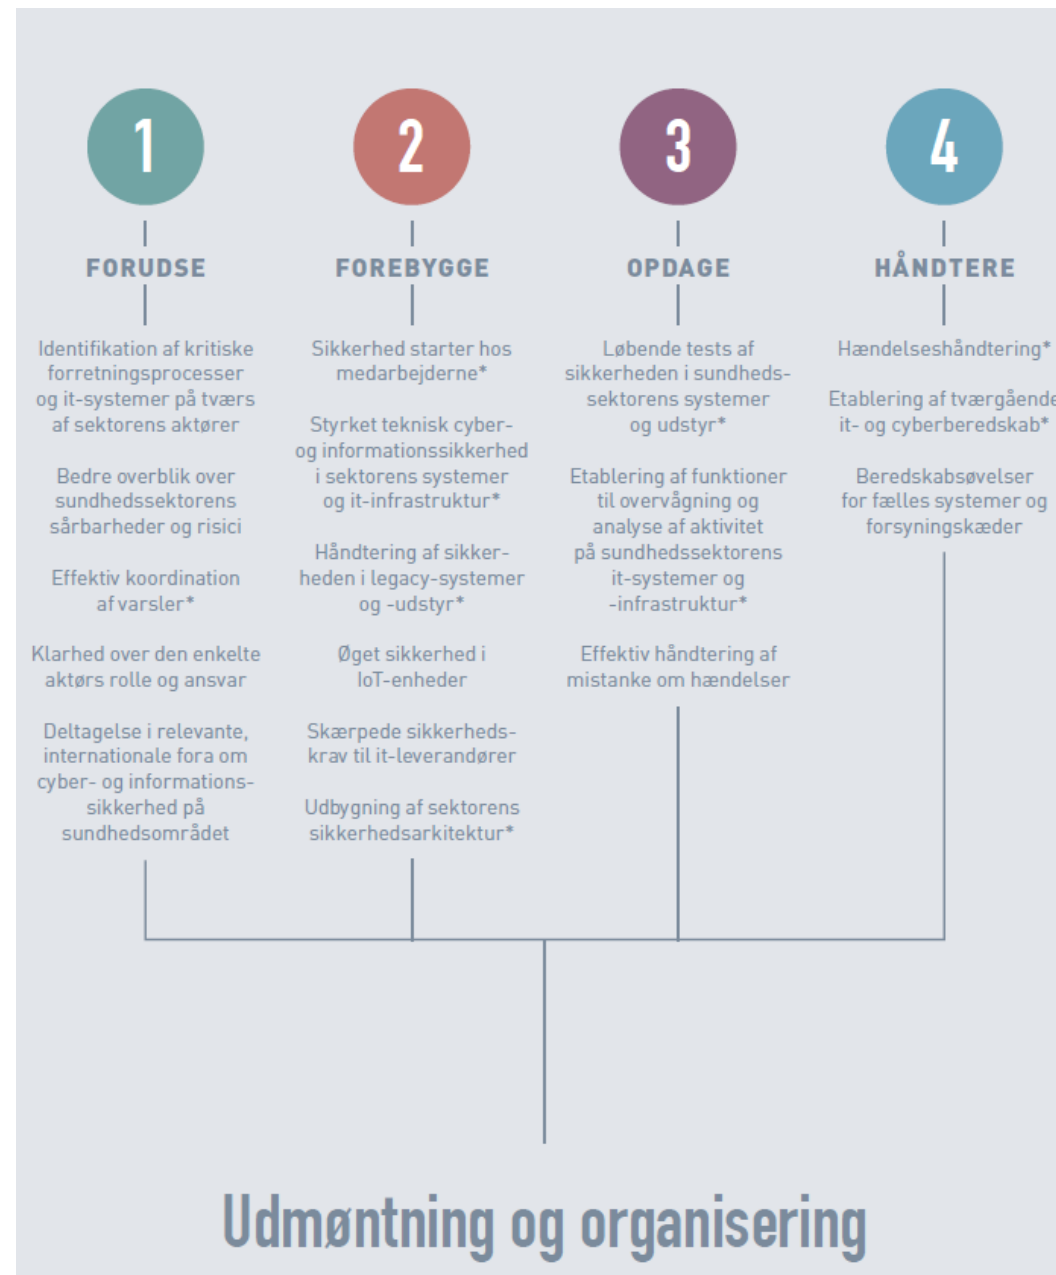 1
FORUDSE
Identifikation af kritiske
forretningsprocesser
og it-systemer på tværs
af sektorens aktører
Bedre overblik over
sundhedssektorens
sårbarheder og risici
Effektiv koordination
af varsler*
Klarhed over den enkelte
aktørs rolle og ansvar
Deltagelse i relevante,
internationale fora om
cyber- og informations-
sikkerhed på
sundhedsområdet
2
FOREBYGGE
Sikkerhed starter hos
medarbejderne*
Styrket teknisk cyber-
og informationssikkerhed
i sektorens systemer
og it-infrastruktur*
Håndtering af sikker-
heden i legacy-systemer
og -udstyr*
Øget sikkerhed i
IoT-enheder
Skærpede sikkerheds-
krav til it-leverandører
Udbygning af sektorens
sikkerhedsarkitektur*
3
OPDAGE
Løbende tests af
sikkerheden i sundheds-
sektorens systemer
og udstyr*
Etablering af funktioner
til overvågning og
analyse af aktivitet
på sundhedssektorens
it-systemer og
-infrastruktur*
Effektiv håndtering af
mistanke om hændelser
4
HÅNDTERE
Hændelseshåndtering*
Etablering af tværgående
it- og cyberberedskab*
Beredskabsøvelser
for fælles systemer og
forsyningskæder
Udmøntning og organisering